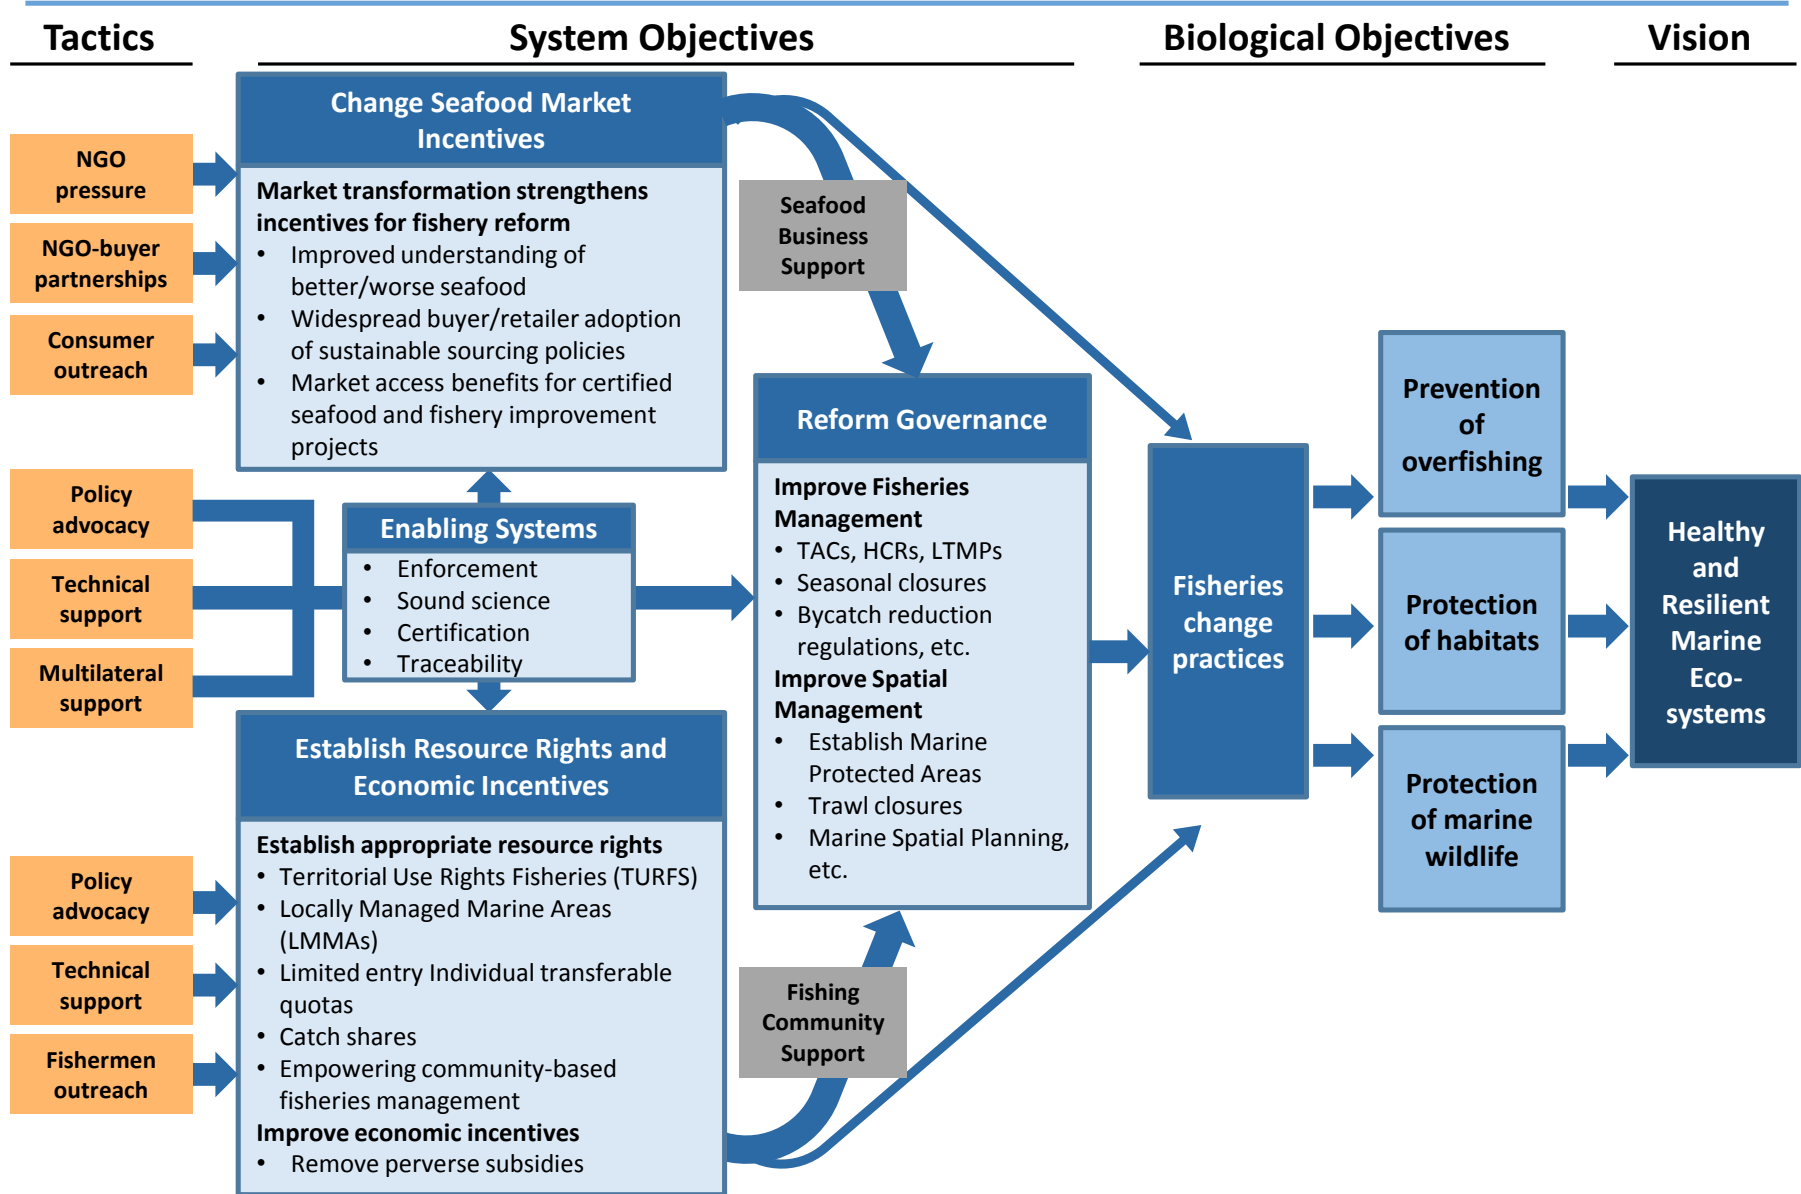 Tactics
System Objectives
Biological Objectives
Vision
NGO
pressure
NGO-buyer
partnerships
Consumer
outreach
Policy
advocacy
Technical
support
Multilateral
support
Policy
advocacy
Technical
support
Fishermen
outreach
Change Seafood Market
Incentives
Market transformation strengthens
incentives for fishery reform
• Improved understanding of
better/worse seafood
• Widespread buyer/retailer adoption
of sustainable sourcing policies
• Market access benefits for certified
seafood and fishery improvement
projects
Enabling Systems
• Enforcement
• Sound science
• Certification
• Traceability
Establish Resource Rights and
Economic Incentives
Establish appropriate resource rights
• Territorial Use Rights Fisheries (TURFS)
• Locally Managed Marine Areas
(LMMAs)
• Limited entry Individual transferable
quotas
• Catch shares
• Empowering community-based
fisheries management
Improve economic incentives
• Remove perverse subsidies
Seafood
Business
Support
Reform Governance
Improve Fisheries
Management
• TACs, HCRs, LTMPs
• Seasonal closures
• Bycatch reduction
regulations, etc.
Improve Spatial
Management
• Establish Marine
Protected Areas
• Trawl closures
• Marine Spatial Planning,
etc.
Fishing
Community
Support
Fisheries
change
practices
Prevention
of
overfishing
Protection
of habitats
Protection
of marine
wildlife
Healthy
and
Resilient
Marine
Eco-
systems